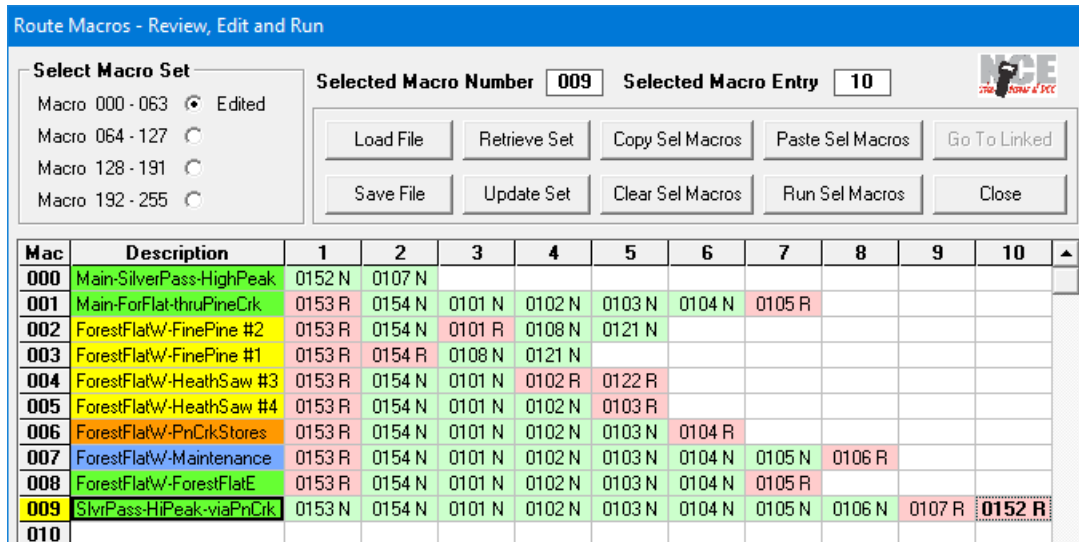 Route Macros - Review, Edit and Run
Select Macro Set
Macro 000 - 063 Edited
Macro 064 - 127
Macro 128 - 191
Macro 192 - 255
Selected Macro Number 009 Selected Macro Entry 10
NCE
Load File Retrieve Set Copy Sel Macros Paste Sel Macros Go To Linked
Save File Update Set Clear Sel Macros Run Sel Macros Close
Mac Description 1 2 3 4 5 6 7 8 9 10
000 Main-SilverPass-HighPeak 0152 N 0107 N
001 Main-ForFlat-thruPineCrk 0153 R 0154 N 0101 N 0102 N 0103 N 0104 N 0105 R
002 ForestFlatW-FinePine #2 0153 R 0154 N 0101 R 0108 N 0121 N
003 ForestFlatW-FinePine #1 0153 R 0154 R 0108 N 0121 N
004 ForestFlatW-HeathSaw #3 0153 R 0154 N 0101 N 0102 R 0122 R
005 ForestFlatW-HeathSaw #4 0153 R 0154 N 0101 N 0102 N 0103 R
006 ForestFlatW-PnCrkStores 0153 R 0154 N 0101 N 0102 N 0103 N 0104 R
007 ForestFlatW-Maintenance 0153 R 0154 N 0101 N 0102 N 0103 N 0104 N 0105 N 0106 R
008 ForestFlatW-ForestFlatE 0153 R 0154 N 0101 N 0102 N 0103 N 0104 N 0105 R
009 SlvrPass-HiPeak-viaPnCrk 0153 N 0154 N 0101 N 0102 N 0103 N 0104 N 0105 N 0106 N 0107 R 0152 R
010